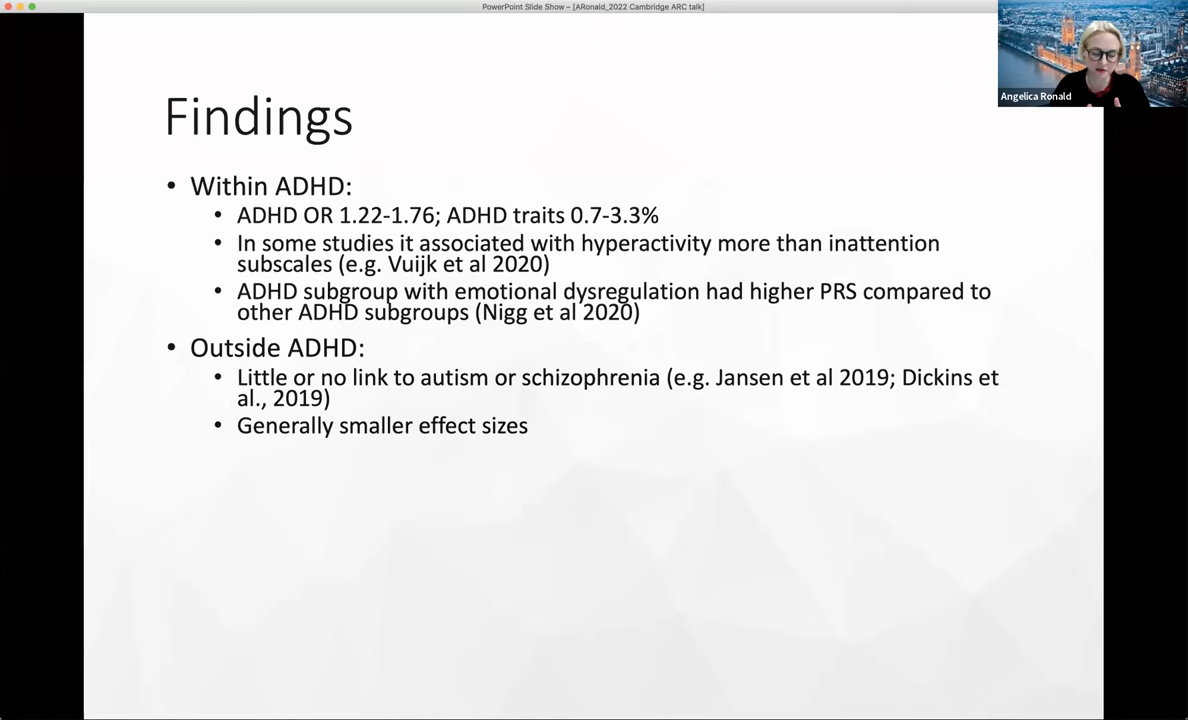 PowerPoint Slide Show – [ARonald_2022 Cambridge ARC talk]
Angelica Ronald
Findings
• Within ADHD:
• ADHD OR 1.22-1.76; ADHD traits 0.7-3.3%
• In some studies it associated with hyperactivity more than inattention
subscales (e.g. Vuijk et al 2020)
• ADHD subgroup with emotional dysregulation had higher PRS compared to
other ADHD subgroups (Nigg et al 2020)
• Outside ADHD:
• Little or no link to autism or schizophrenia (e.g. Jansen et al 2019; Dickins et
al., 2019)
• Generally smaller effect sizes